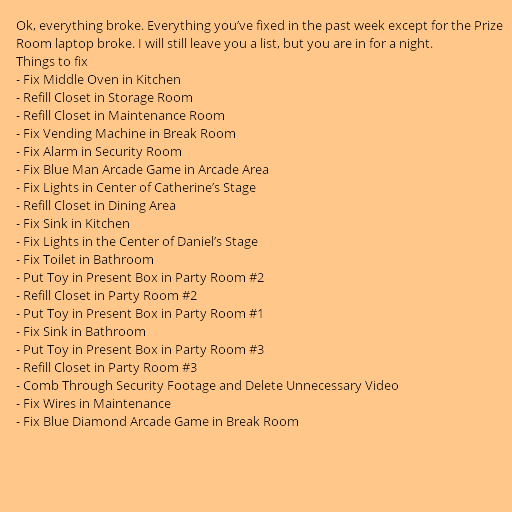 Ok, everything broke. Everything you’ve fixed in the past week except for the Prize
Room laptop broke. I will still leave you a list, but you are in for a night.
Things to fix
- Fix Middle Oven in Kitchen
- Refill Closet in Storage Room
- Refill Closet in Maintenance Room
- Fix Vending Machine in Break Room
- Fix Alarm in Security Room
- Fix Blue Man Arcade Game in Arcade Area
- Fix Lights in Center of Catherine’s Stage
- Refill Closet in Dining Area
- Fix Sink in Kitchen
- Fix Lights in the Center of Daniel’s Stage
- Fix Toilet in Bathroom
- Put Toy in Present Box in Party Room #2
- Refill Closet in Party Room #2
- Put Toy in Present Box in Party Room #1
- Fix Sink in Bathroom
- Put Toy in Present Box in Party Room #3
- Refill Closet in Party Room #3
- Comb Through Security Footage and Delete Unnecessary Video
- Fix Wires in Maintenance
- Fix Blue Diamond Arcade Game in Break Room